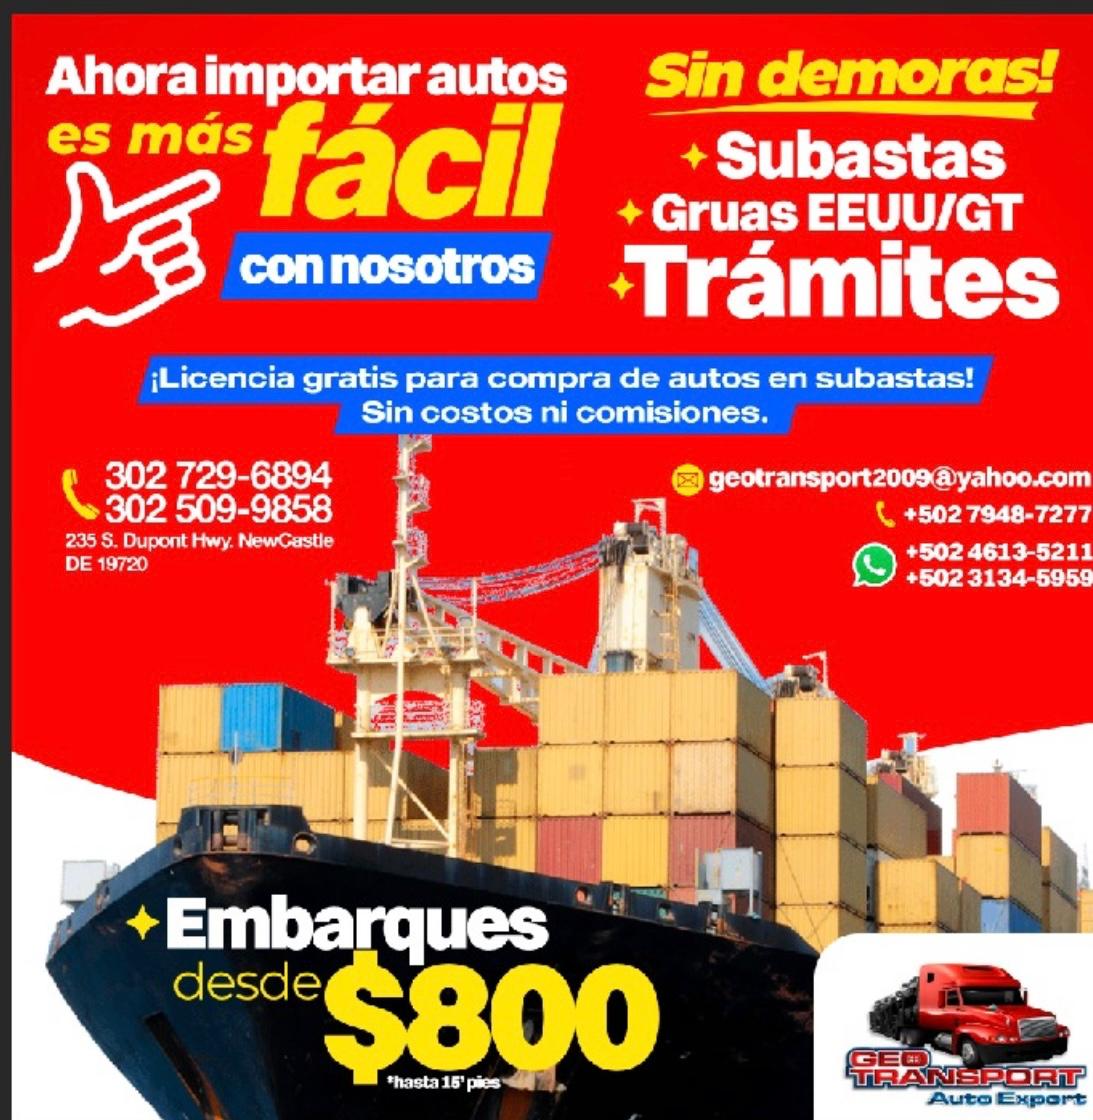 Ahora importar autos
es más fácil
con nosotros
Sin demoras!
Subastas
Gruas EEUU/GT
Trámites
¡Licencia gratis para compra de autos en subastas!
Sin costos ni comisiones.
302 729-6894
302 509-9858
235 S. Dupont Hwy. NewCastle
DE 19720
geotransport2009@yahoo.com
+502 7948-7277
+502 4613-5211
+502 3134-5959
Embarques
desde $800
*hasta 15' pies
GEO
TRANSPORT
Auto Export